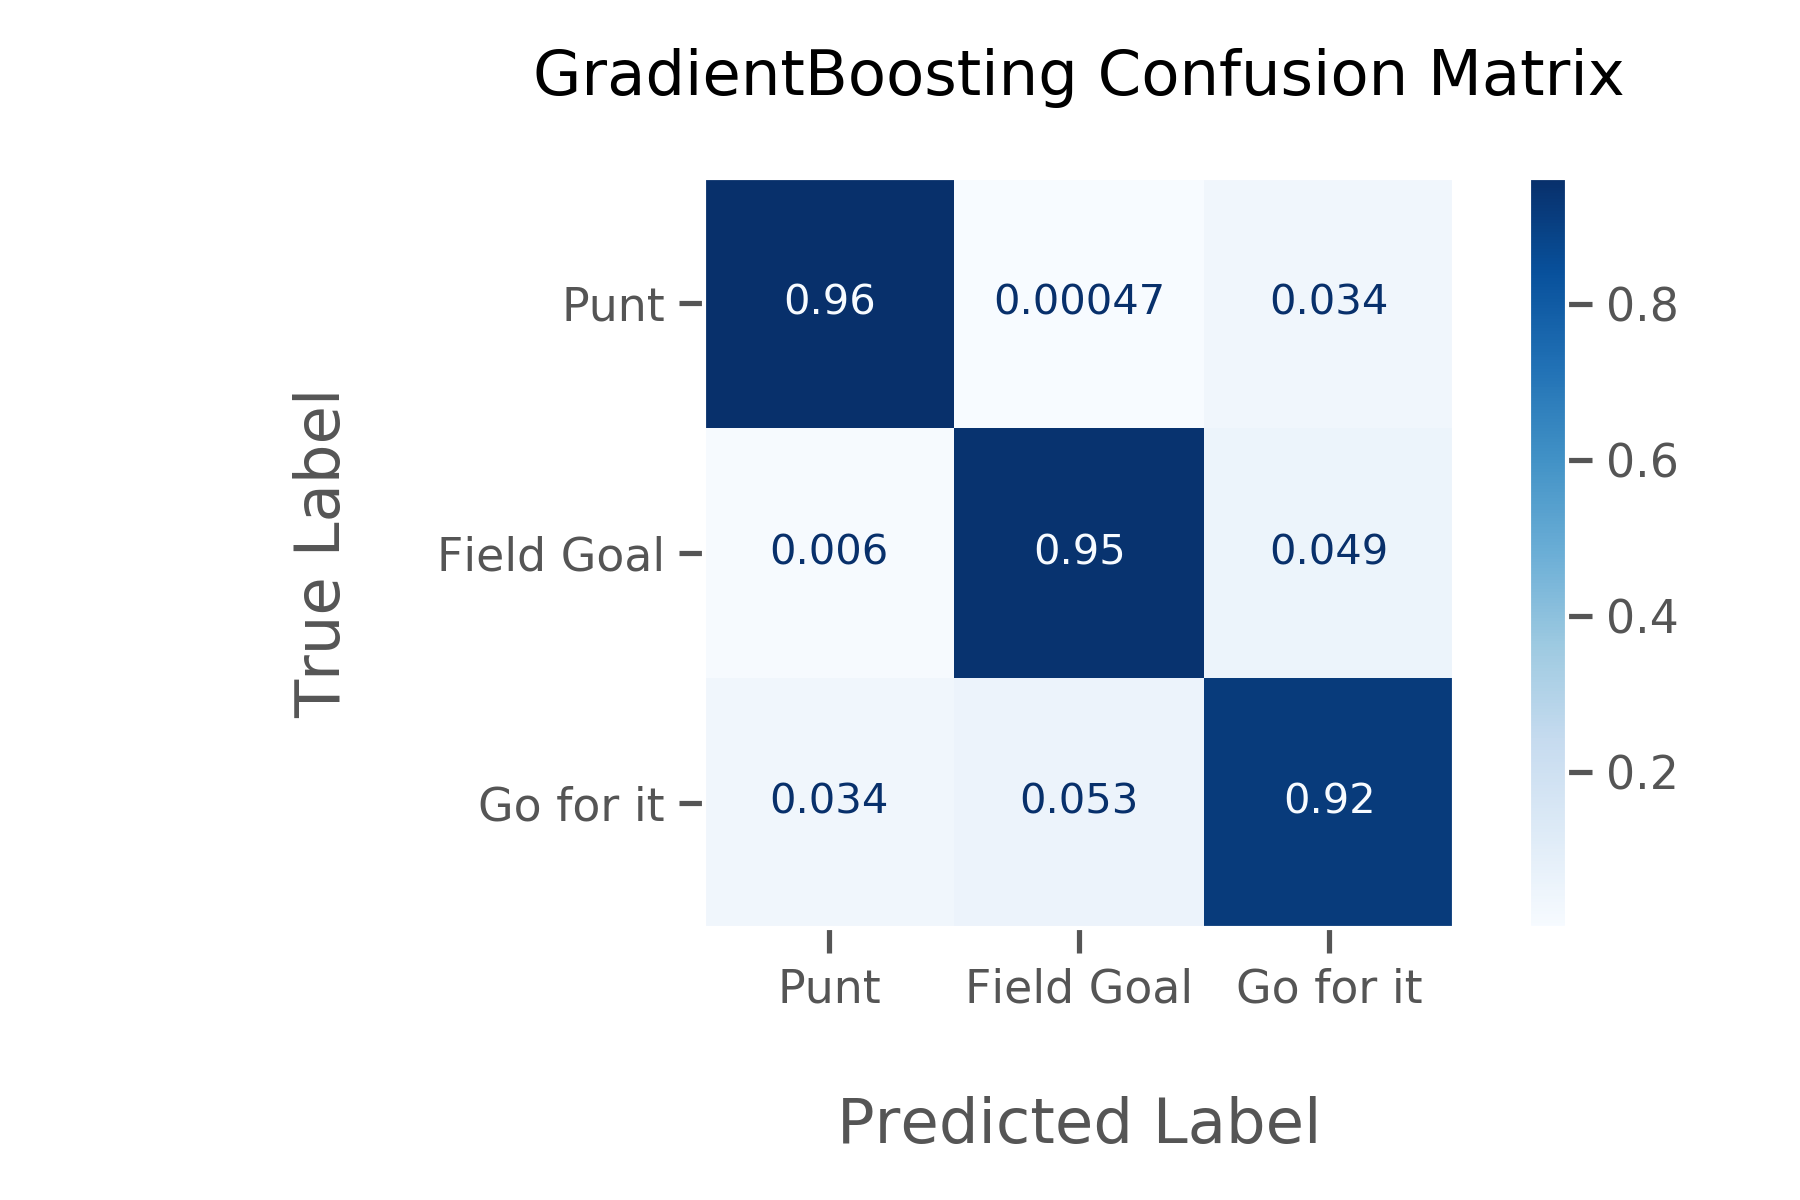 GradientBoosting Confusion Matrix
True Label
Punt 0.96 0.00047 0.034
Field Goal 0.006 0.95 0.049
Go for it 0.034 0.053 0.92
Punt Field Goal Go for it
Predicted Label
0.8
0.6
0.4
0.2